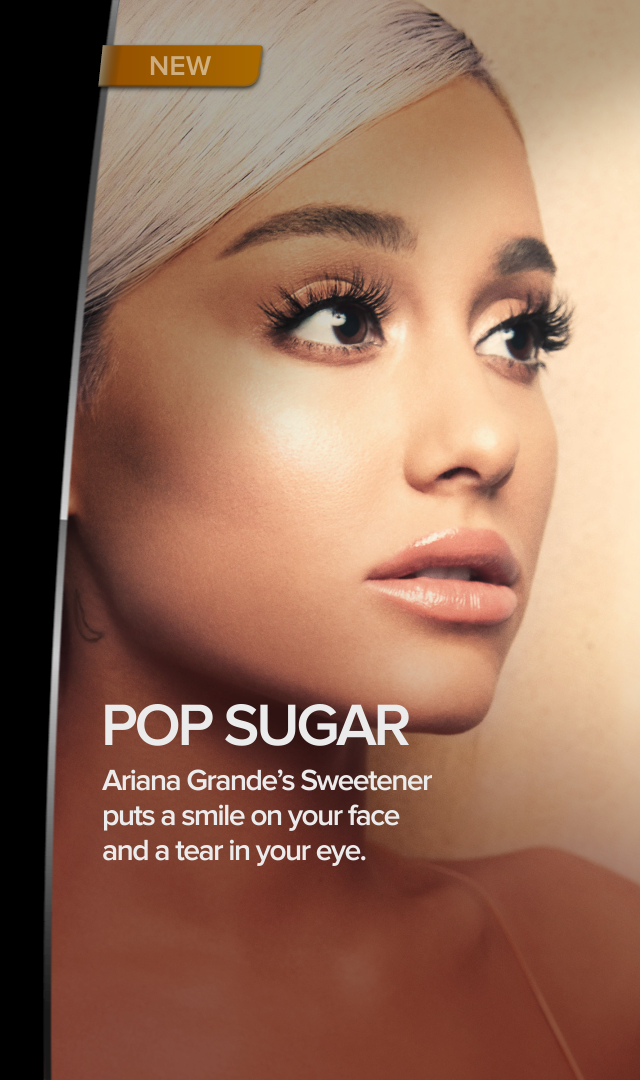 NEW
POP SUGAR
Ariana Grande’s Sweetener
puts a smile on your face
and a tear in your eye.